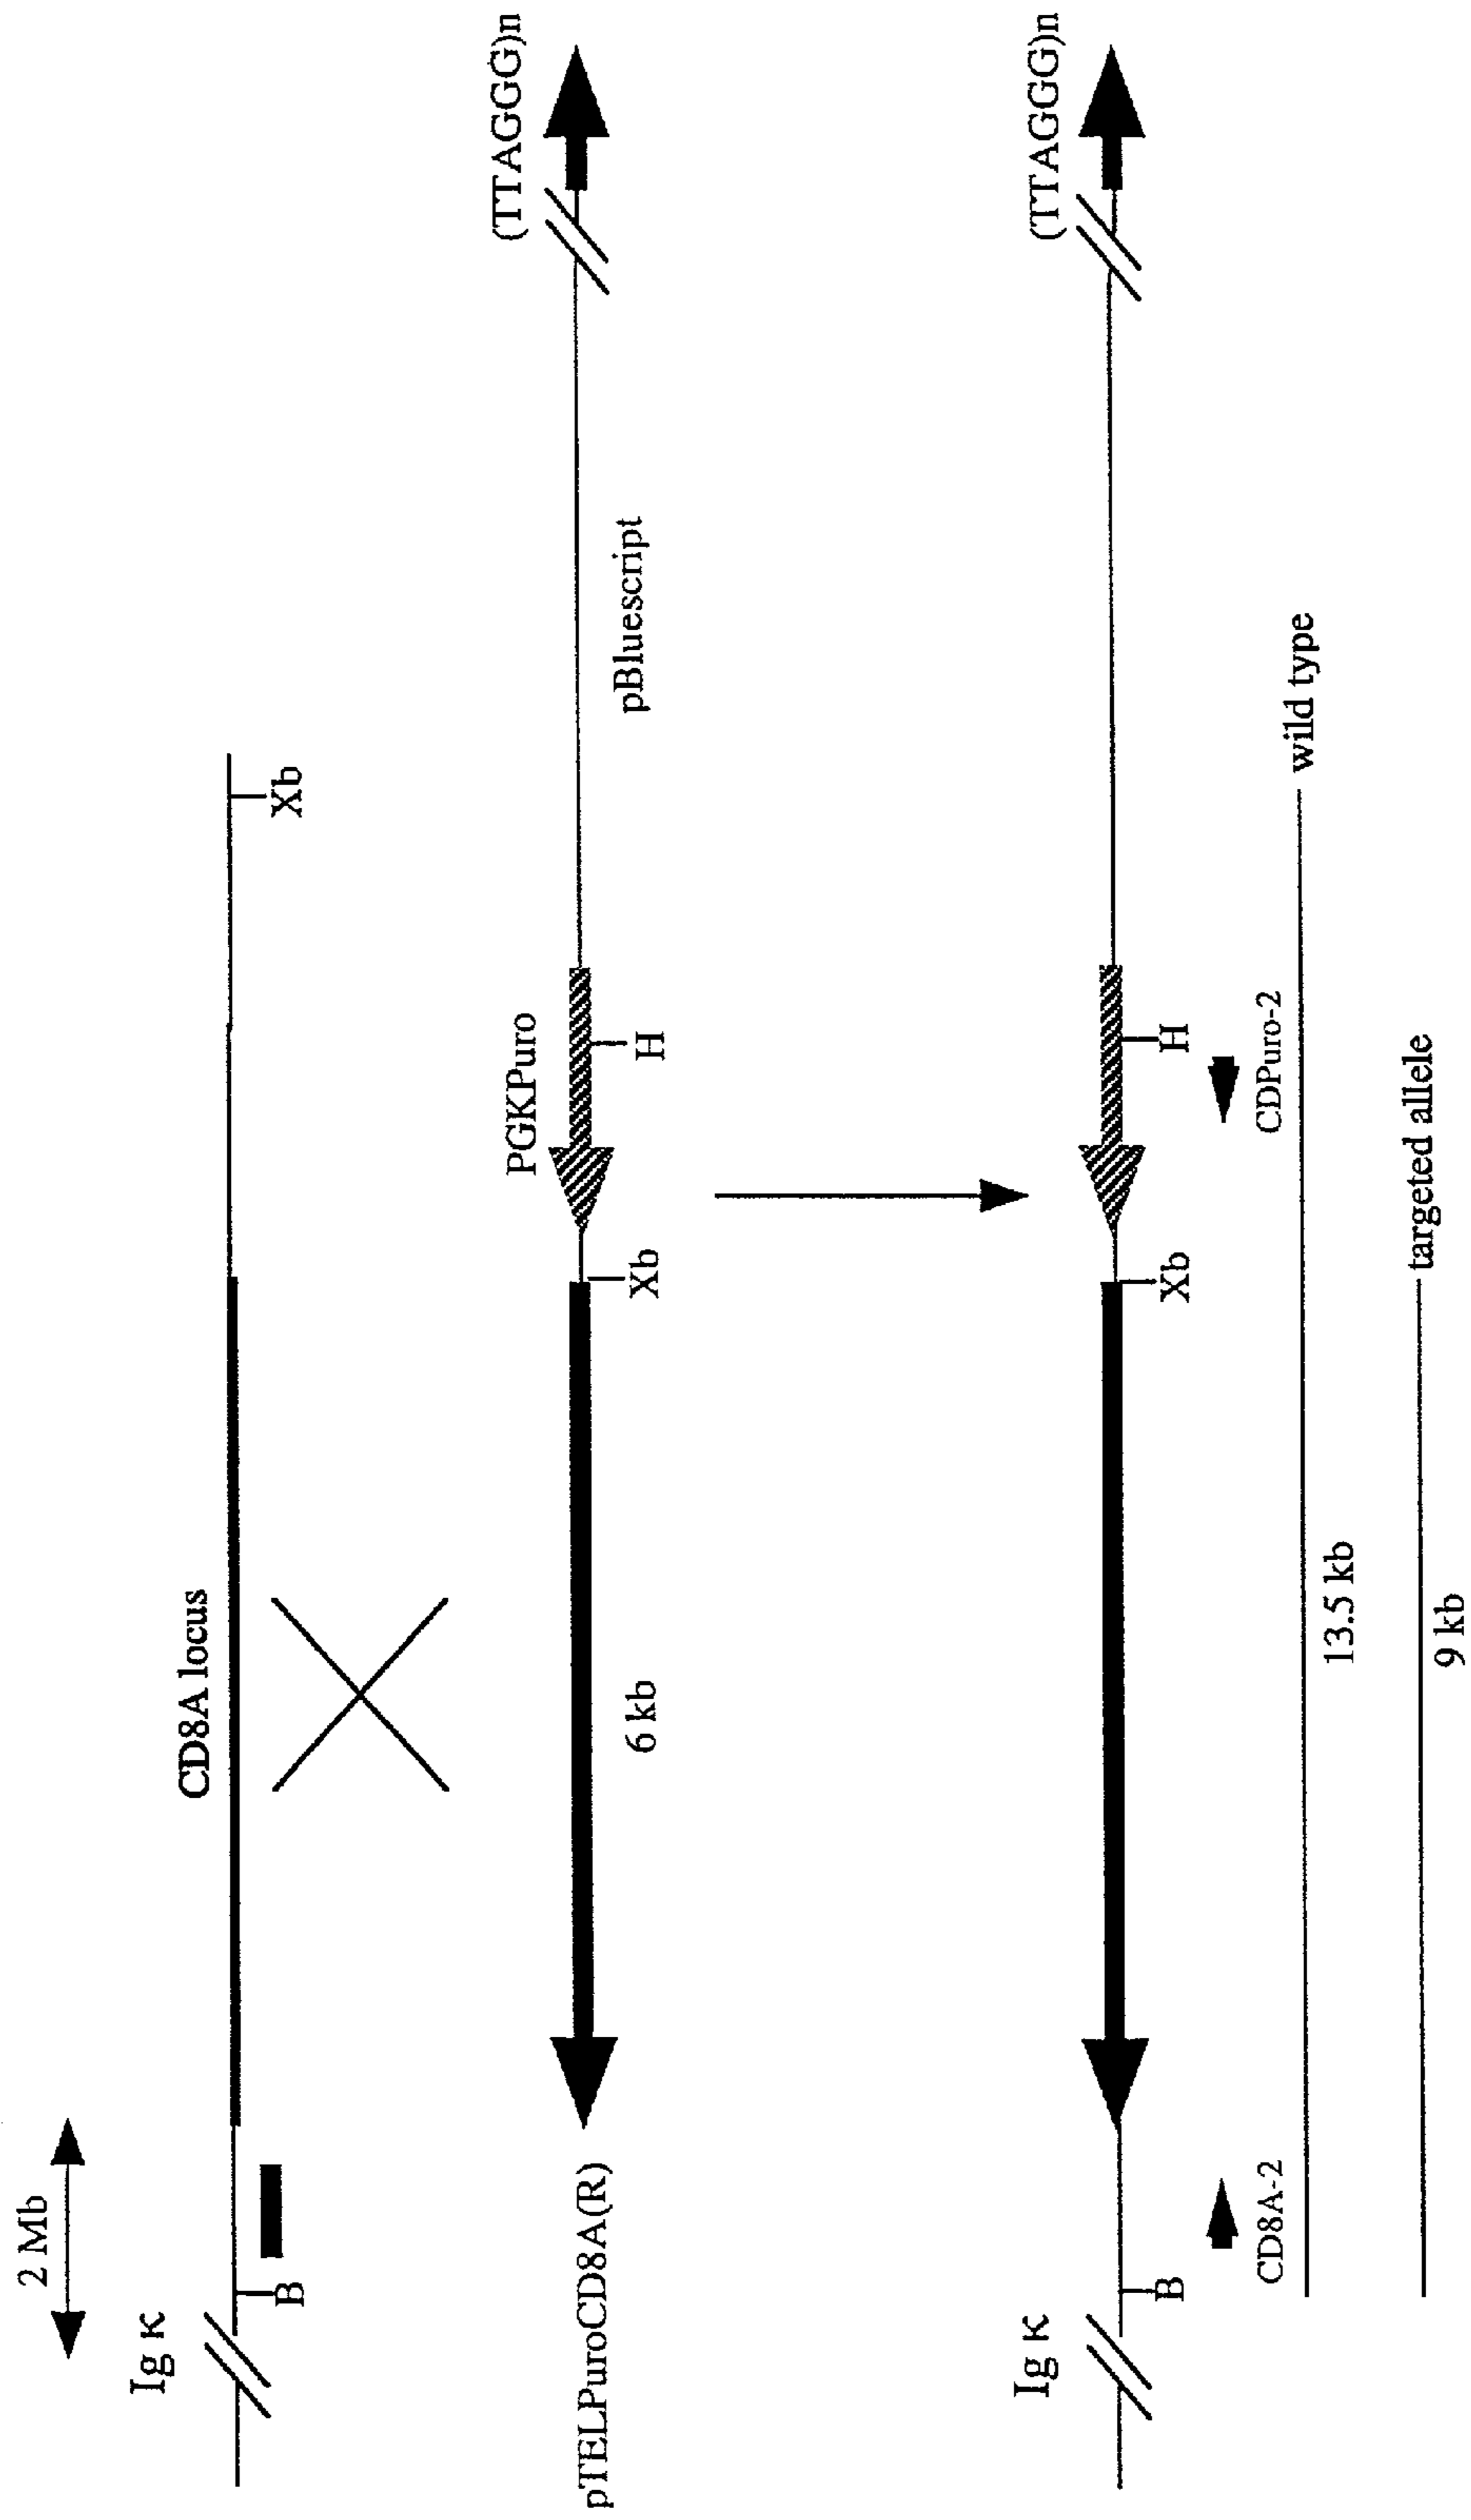 2 Mb
Ig κ
CD8A locus
B
Xb
(TTAGGG)n
PGKPuro
pTELPuroCD8A(R)
6 kb
Xb
H
pBluescript
(TTAGGG)n
Ig κ
B
Xb
H
CD8A-2
CDPuro-2
wild type
13.5 kb
targeted allele
9 kb